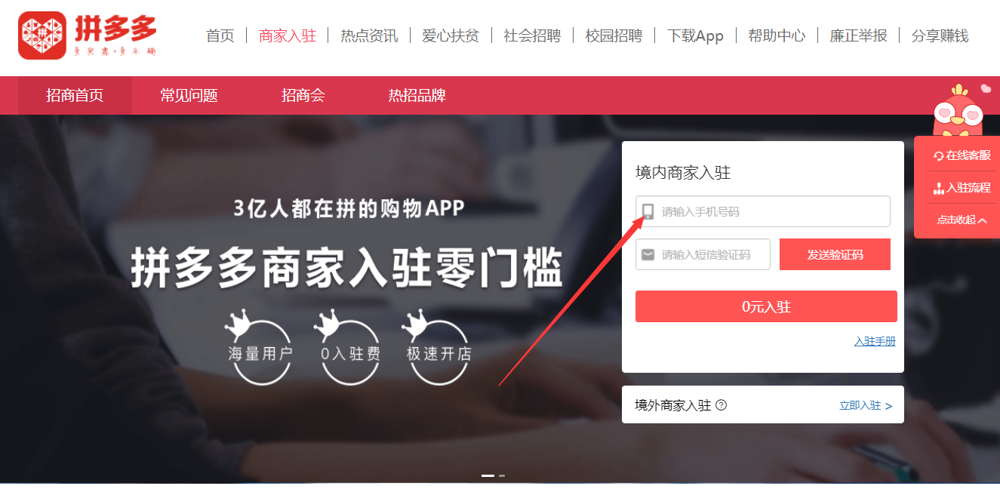 拼多多
首页 商家入驻 热点资讯 爱心扶贫 社会招聘 校园招聘 下载App 帮助中心 廉正举报 分享赚钱
招商首页 常见问题 招商会 热招品牌
3亿人都在拼的购物APP
拼多多商家入驻零门槛
海量用户 0入驻费 极速开店
境内商家入驻
请输入手机号码
请输入短信验证码 发送验证码
0元入驻
入驻手册
境外商家入驻 ? 立即入驻 >
在线客服
入驻流程
点击收起